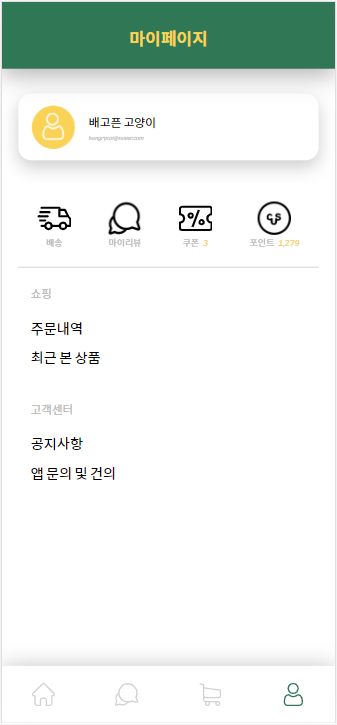 마이페이지
배고픈 고양이
hungrycat@naver.com
배송 마이리뷰 쿠폰 3 포인트 1,279
쇼핑
주문내역
최근 본 상품
고객센터
공지사항
앱 문의 및 건의